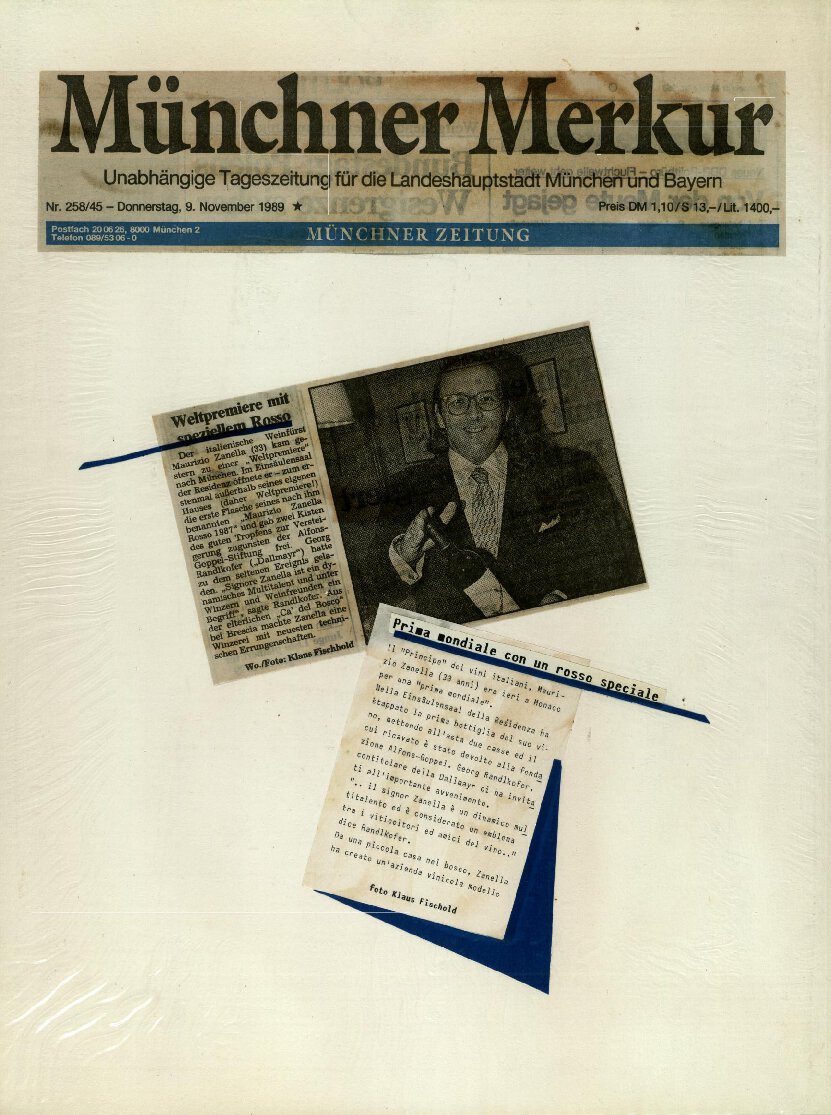 Münchner Merkur
Unabhängige Tageszeitung für die Landeshauptstadt München und Bayern
Nr. 258/45 – Donnerstag, 9. November 1989 ★ Preis DM 1,10/S 13,–/Lit. 1400,–
Postfach 20 06 26, 8000 München 2
Telefon 089/53 06-0
MÜNCHNER ZEITUNG
Weltpremiere mit
speziellem Rosso
Der italienische Weinfürst
Maurizio Zanella (33) kam ge-
stern zu einer „Weltpremiere“
nach München. Im Einsäulensaal
der Residenz öffnete er – zum er-
stenmal außerhalb seines eigenen
Hauses (daher Weltpremiere!)
die erste Flasche seines nach ihm
benannten „Maurizio Zanella
Rosso 1987“ und gab zwei Kisten
des guten Tropfens zur Verstei-
gerung zugunsten der Alfons-
Goppel-Stiftung frei. Georg
Randlkofer („Dallmayr“) hatte
zu dem seltenen Ereignis gela-
den. „Signore Zanella ist ein dy-
namisches Multitalent und unter
Winzern und Weinfreunden ein
Begriff“, sagte Randlkofer. Aus
der elterlichen „Ca' del Bosco“
bei Brescia machte Zanella eine
Winzerei mit neuesten techni-
schen Errungenschaften.
Wo./Foto: Klaus Fischbold
Prima mondiale con un rosso speciale
Il "Principe" dei vini italiani, Mauri-
zio Zanella (33 anni) era ieri a Monaco
per una "prima mondiale".
Nella Einsäulensaal della Residenza ha
stappato la prima bottiglia del suo vi-
no, mettendo all'asta due casse ed il
cui ricavato è stato devoluto alla fonda
zione Alfons-Goppel. Georg Randlkofer,
contitolare della Dallmayr ci ha invita
ti all'importante avvenimento.
".. il signor Zanella è un dinamico mul
titalento ed è considerato un emblema
tra i viticoltori ed amici del vino.."
dice Randlkofer.
Da una piccola casa nel bosco, Zanella
ha creato un'azienda vinicola modello
foto Klaus Fischold